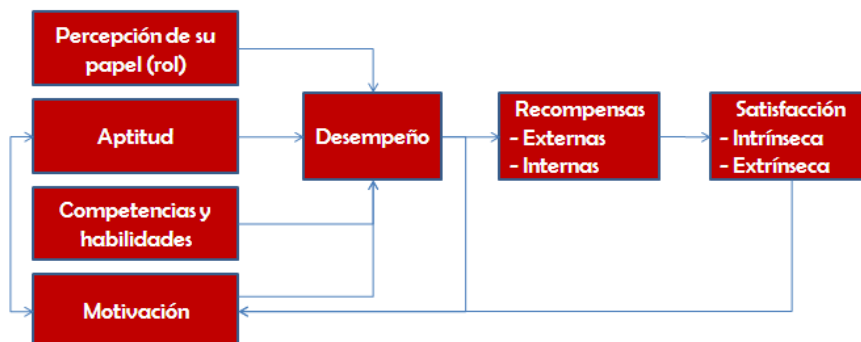 Percepción de su
papel (rol)
Aptitud
Competencias y
habilidades
Motivación
Desempeño
Recompensas
- Externas
- Internas
Satisfacción
- Intrínseca
- Extrínseca